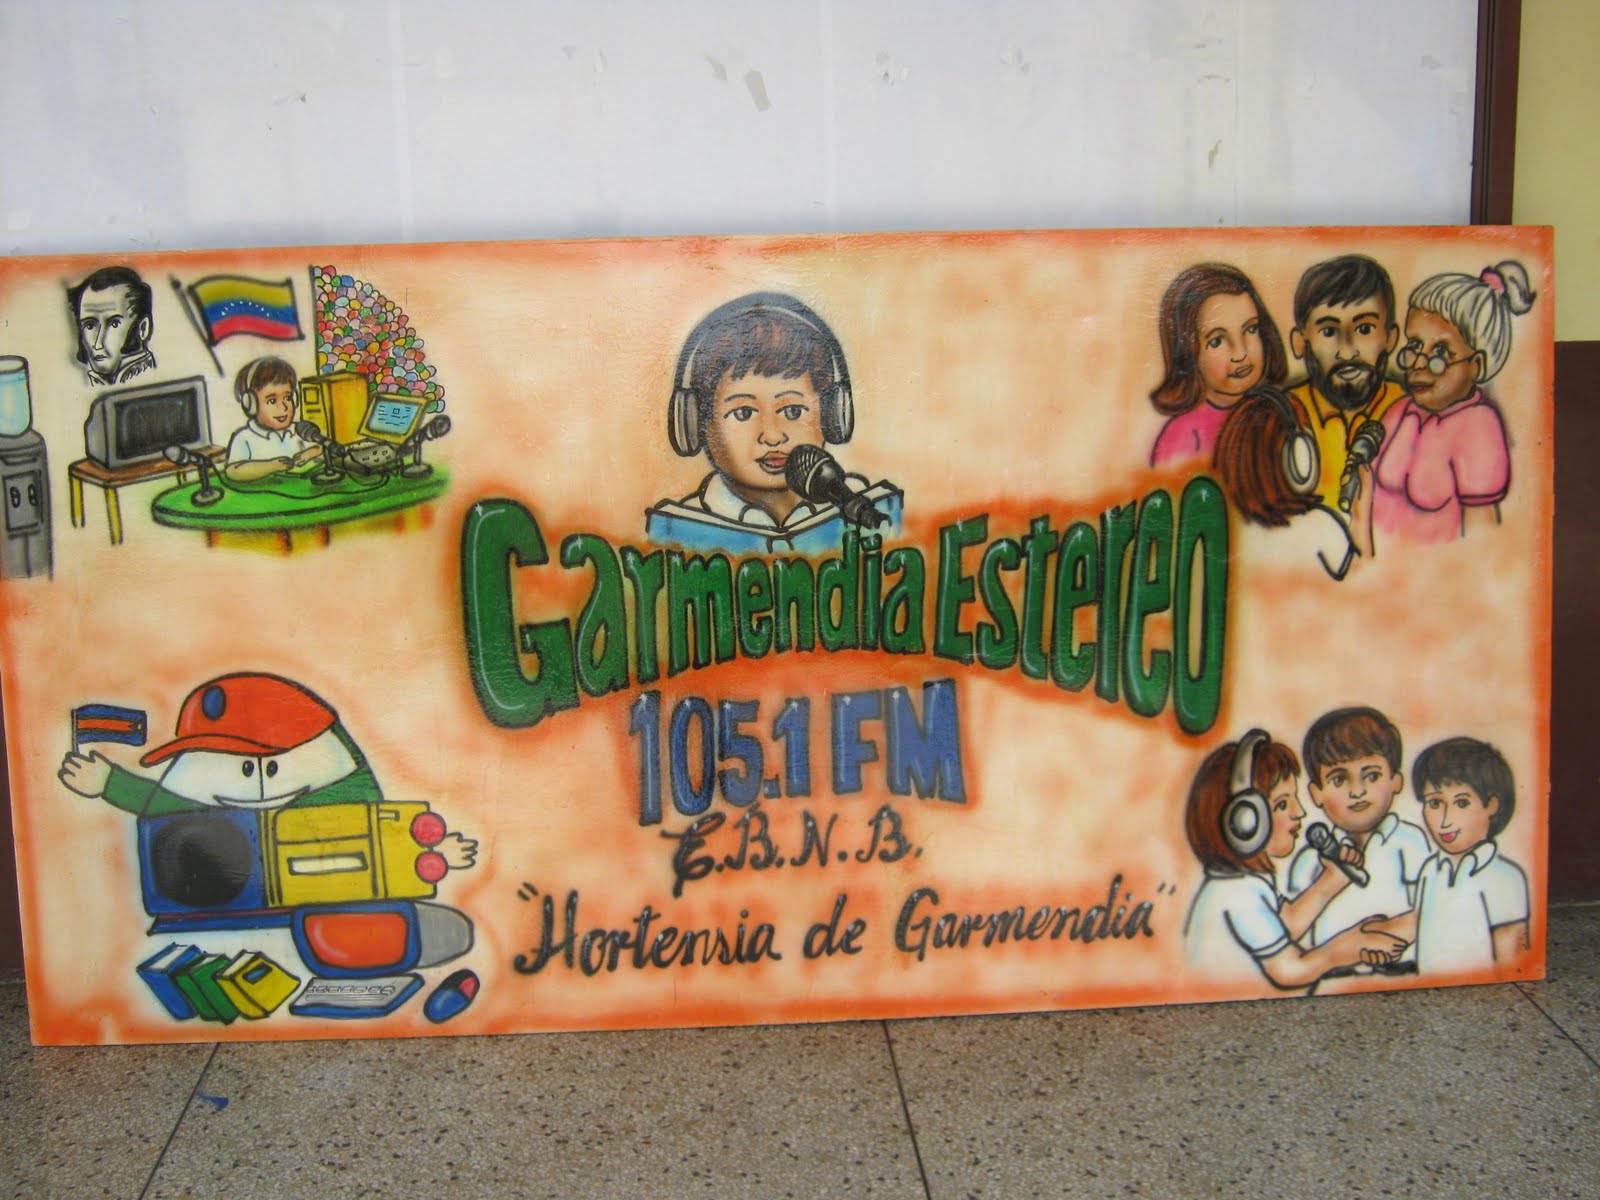 Garmendia Estereo
105.1 FM
E.B.N.B.
"Hortensia de Garmendia"